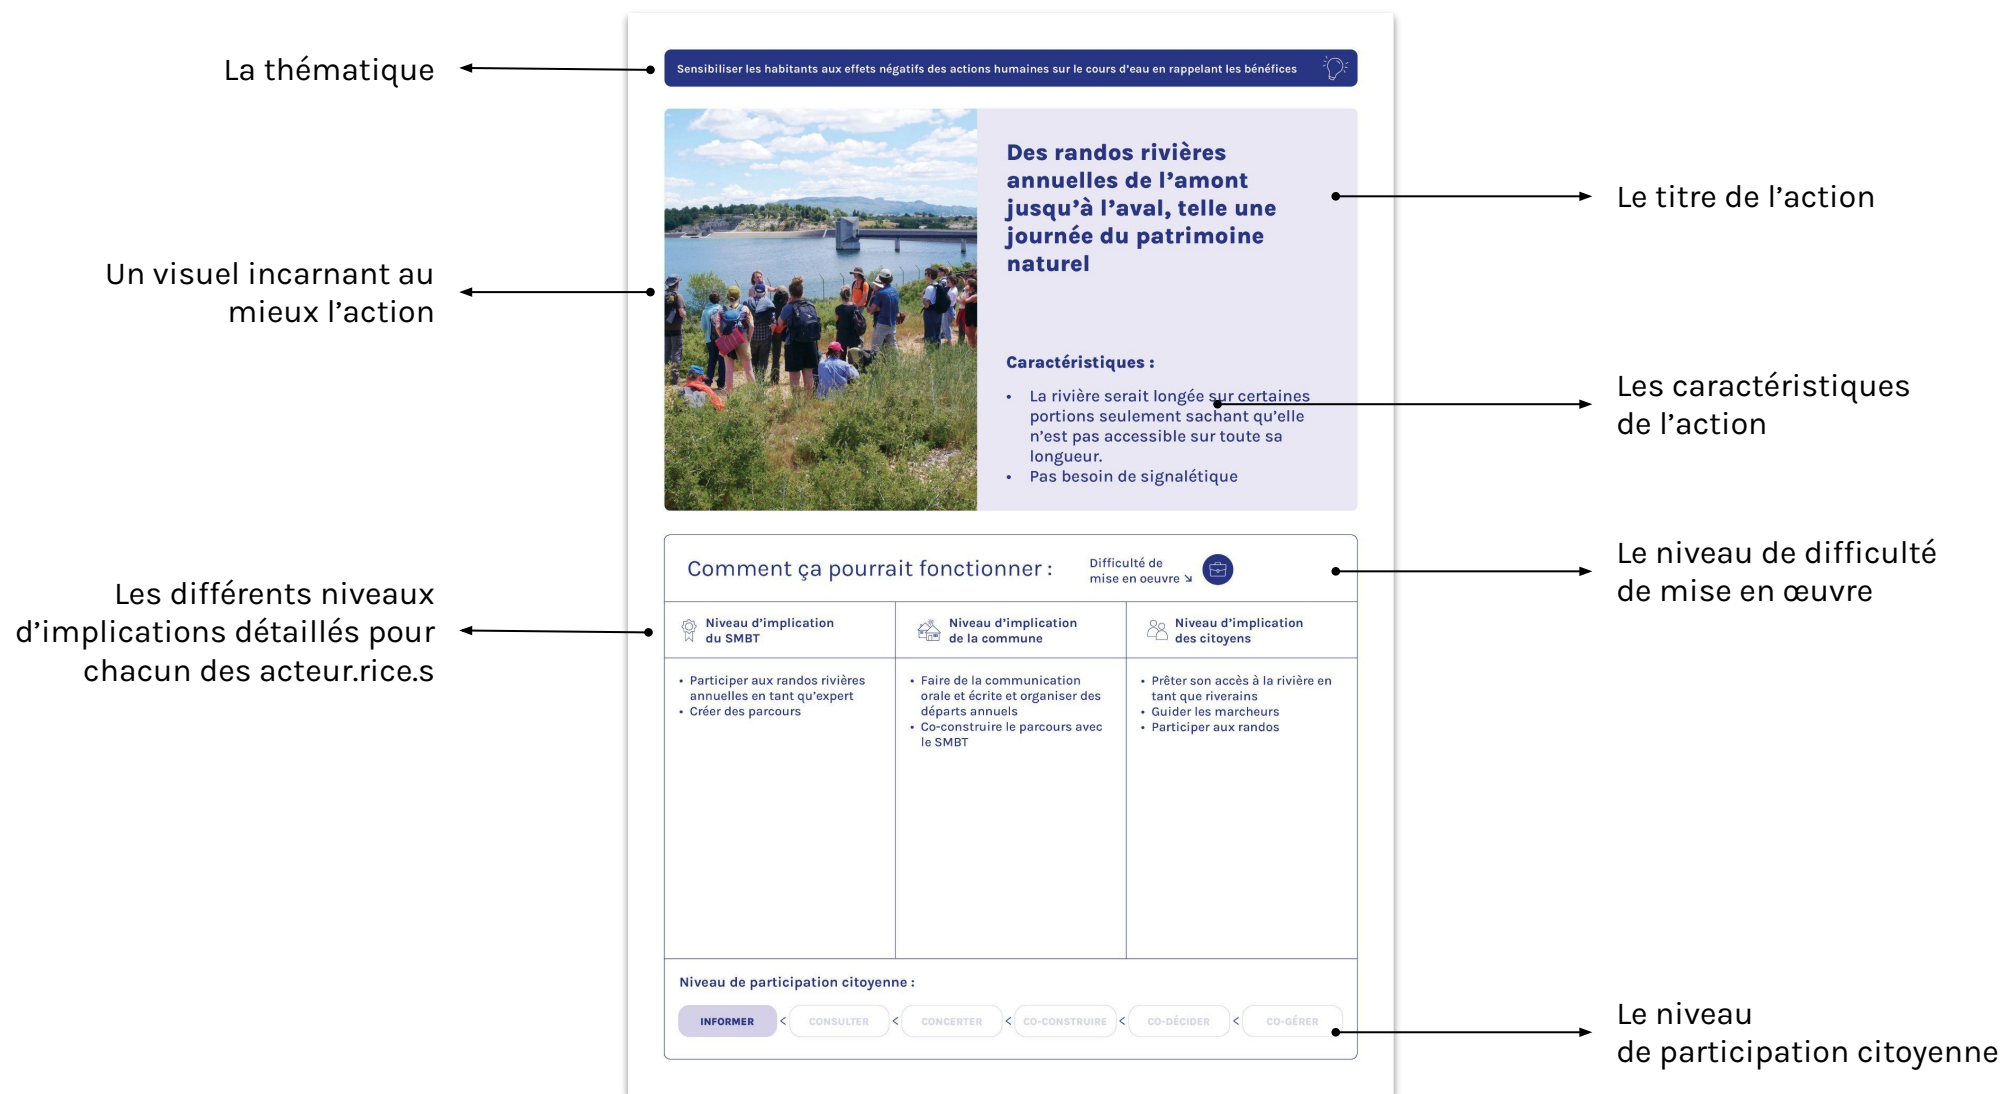 La thématique
Sensibiliser les habitants aux effets négatifs des actions humaines sur le cours d'eau en rappelant les bénéfices
Un visuel incarnant au
mieux l'action
Des randos rivières
annuelles de l'amont
jusqu'à l'aval, telle une
journée du patrimoine
naturel
Le titre de l'action
Caractéristiques :
• La rivière serait longée sur certaines
portions seulement sachant qu'elle
n'est pas accessible sur toute sa
longueur.
• Pas besoin de signalétique
Les caractéristiques
de l'action
Comment ça pourrait fonctionner :
Difficulté de
mise en oeuvre ↘
Le niveau de difficulté
de mise en œuvre
Les différents niveaux
d'implications détaillés pour
chacun des acteur.rice.s
Niveau d'implication
du SMBT
• Participer aux randos rivières
annuelles en tant qu'expert
• Créer des parcours
Niveau d'implication
de la commune
• Faire de la communication
orale et écrite et organiser des
départs annuels
• Co-construire le parcours avec
le SMBT
Niveau d'implication
des citoyens
• Prêter son accès à la rivière en
tant que riverains
• Guider les marcheurs
• Participer aux randos
Niveau de participation citoyenne :
INFORMER < CONSULTER < CONCERTER < CO-CONSTRUIRE < CO-DÉCIDER < CO-GÉRER
Le niveau
de participation citoyenne